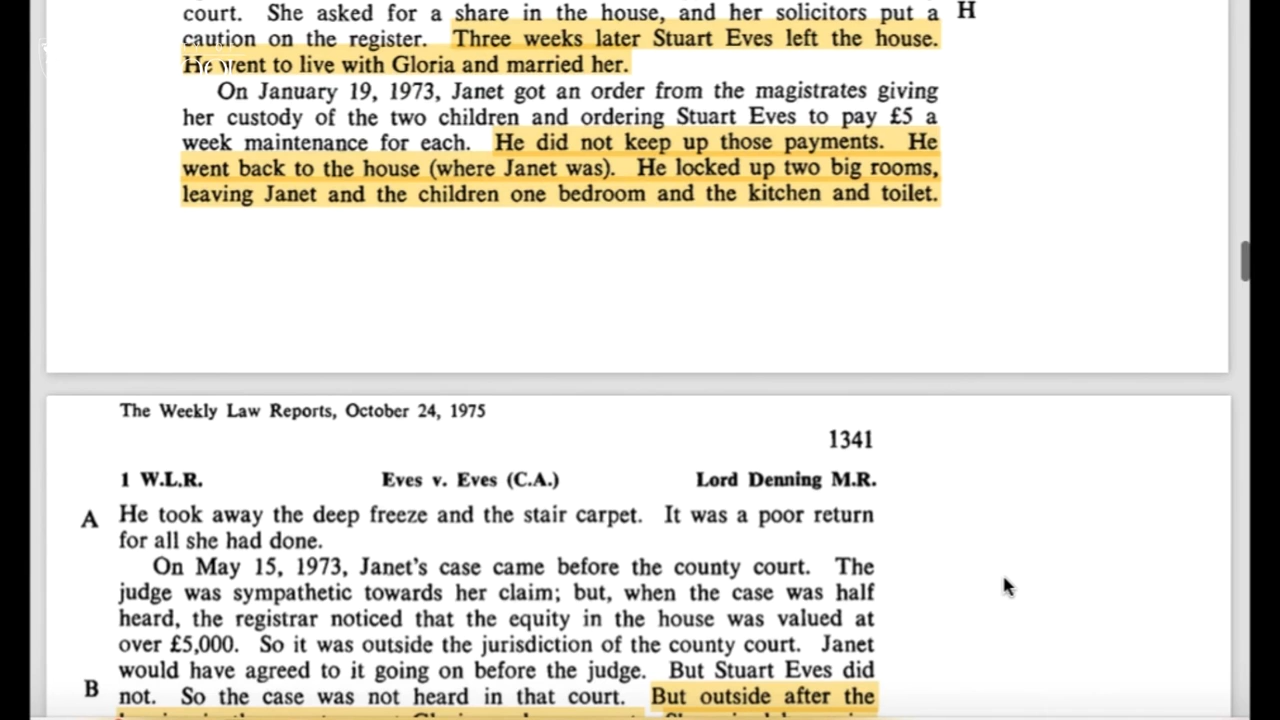 court. She asked for a share in the house, and her solicitors put a H
caution on the register. Three weeks later Stuart Eves left the house.
He went to live with Gloria and married her.
On January 19, 1973, Janet got an order from the magistrates giving
her custody of the two children and ordering Stuart Eves to pay £5 a
week maintenance for each. He did not keep up those payments. He
went back to the house (where Janet was). He locked up two big rooms,
leaving Janet and the children one bedroom and the kitchen and toilet.
The Weekly Law Reports, October 24, 1975
1341
1 W.L.R. Eves v. Eves (C.A.) Lord Denning M.R.
A He took away the deep freeze and the stair carpet. It was a poor return
for all she had done.
On May 15, 1973, Janet's case came before the county court. The
judge was sympathetic towards her claim; but, when the case was half
heard, the registrar noticed that the equity in the house was valued at
over £5,000. So it was outside the jurisdiction of the county court. Janet
would have agreed to it going on before the judge. But Stuart Eves did
B not. So the case was not heard in that court. But outside after the